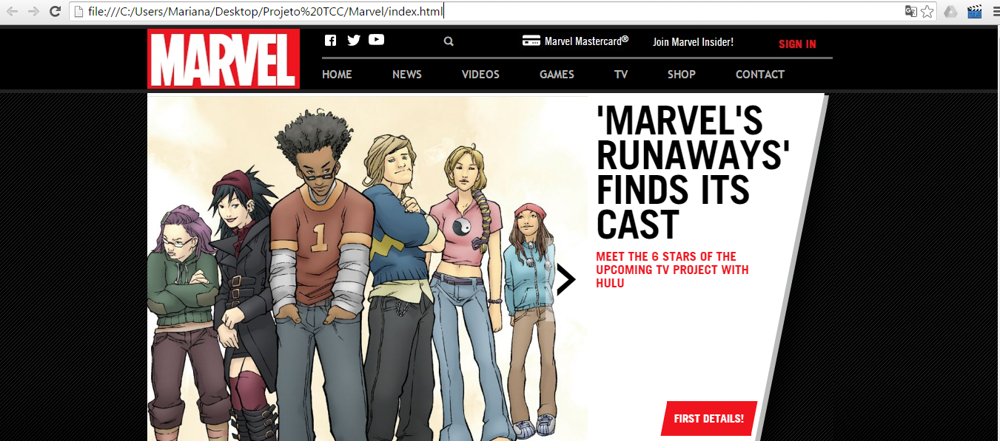 file:///C:/Users/Mariana/Desktop/Projeto%20TCC/Marvel/index.html
MARVEL
Marvel Mastercard® Join Marvel Insider! SIGN IN
HOME NEWS VIDEOS GAMES TV SHOP CONTACT
1
'MARVEL'S
RUNAWAYS'
FINDS ITS
CAST
MEET THE 6 STARS OF THE
UPCOMING TV PROJECT WITH
HULU
FIRST DETAILS!